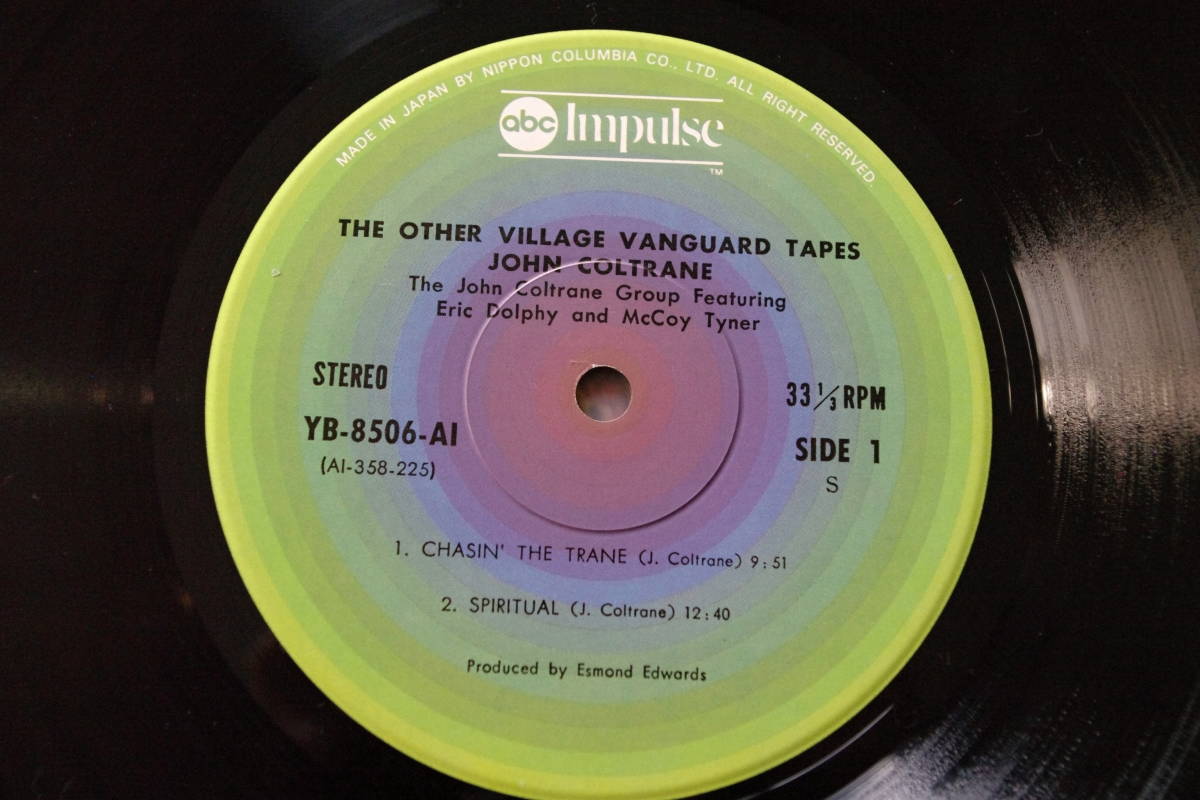 MADE IN JAPAN BY NIPPON COLUMBIA CO., LTD. ALL RIGHT RESERVED.
abc Impulse
TM
THE OTHER VILLAGE VANGUARD TAPES
JOHN COLTRANE
The John Coltrane Group Featuring
Eric Dolphy and McCoy Tyner
STEREO
33 1/3 RPM
YB-8506-AI
SIDE 1
(AI-358-225)
S
1. CHASIN' THE TRANE (J. Coltrane) 9:51
2. SPIRITUAL (J. Coltrane) 12:40
Produced by Esmond Edwards